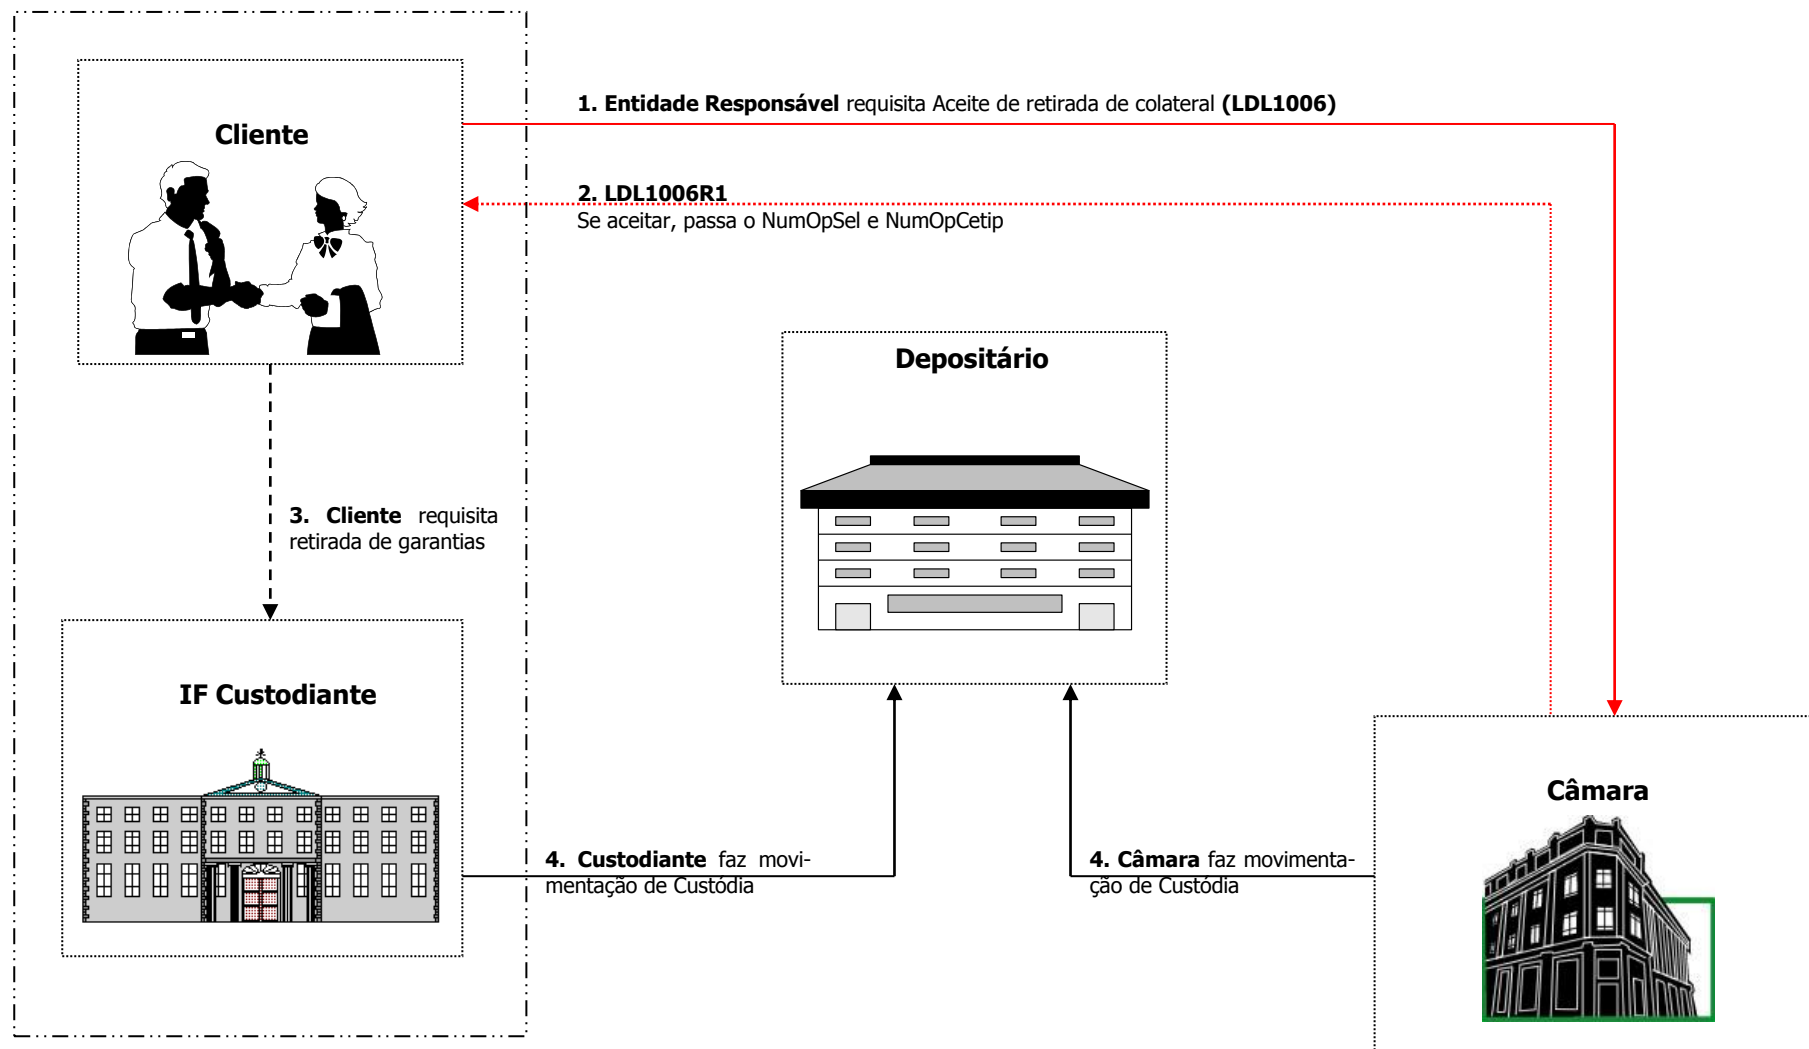 1. Entidade Responsável requisita Aceite de retirada de colateral (LDL1006)
Cliente
2. LDL1006R1
Se aceitar, passa o NumOpSel e NumOpCetip
Depositário
3. Cliente requisita
retirada de garantias
IF Custodiante
Câmara
4. Custodiante faz movi-
mentação de Custódia
4. Câmara faz movimenta-
ção de Custódia